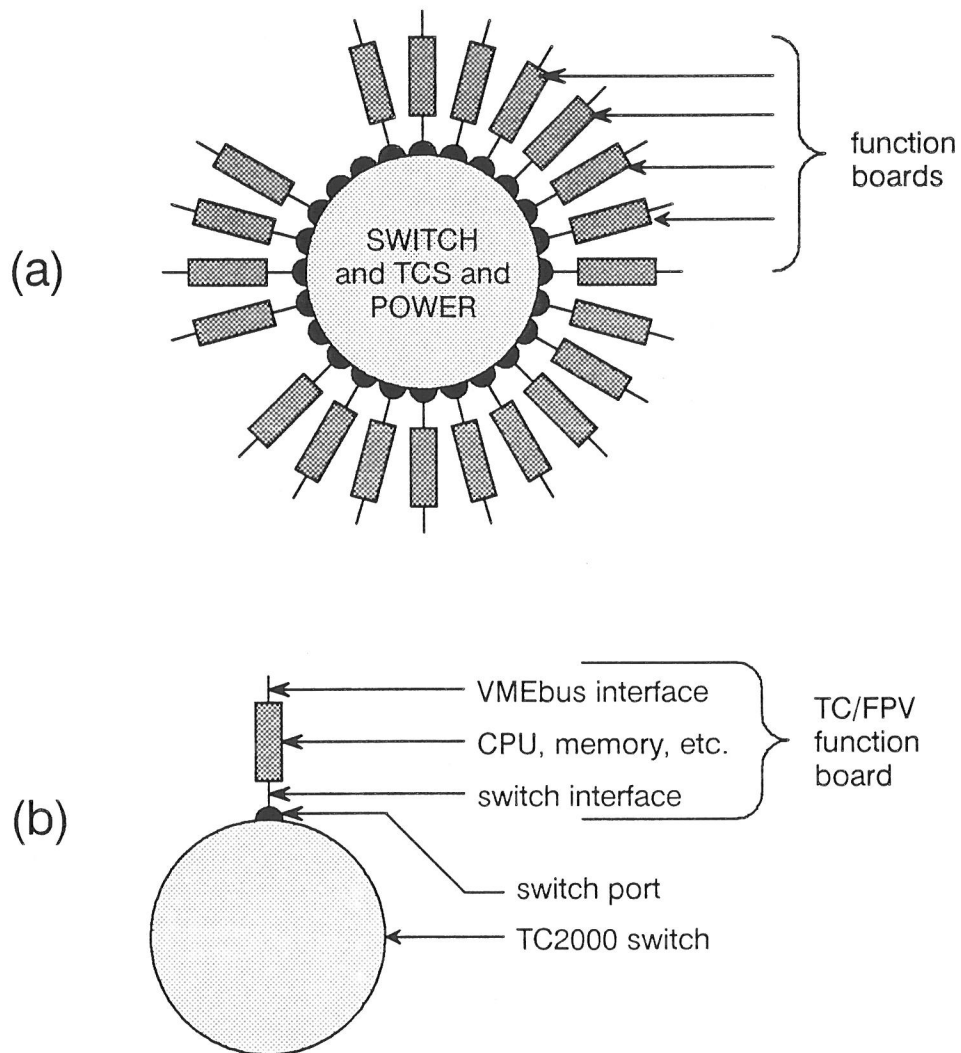 (a)
SWITCH
and TCS and
POWER
function
boards
(b)
VMEbus interface
CPU, memory, etc.
switch interface
TC/FPV
function
board
switch port
TC2000 switch